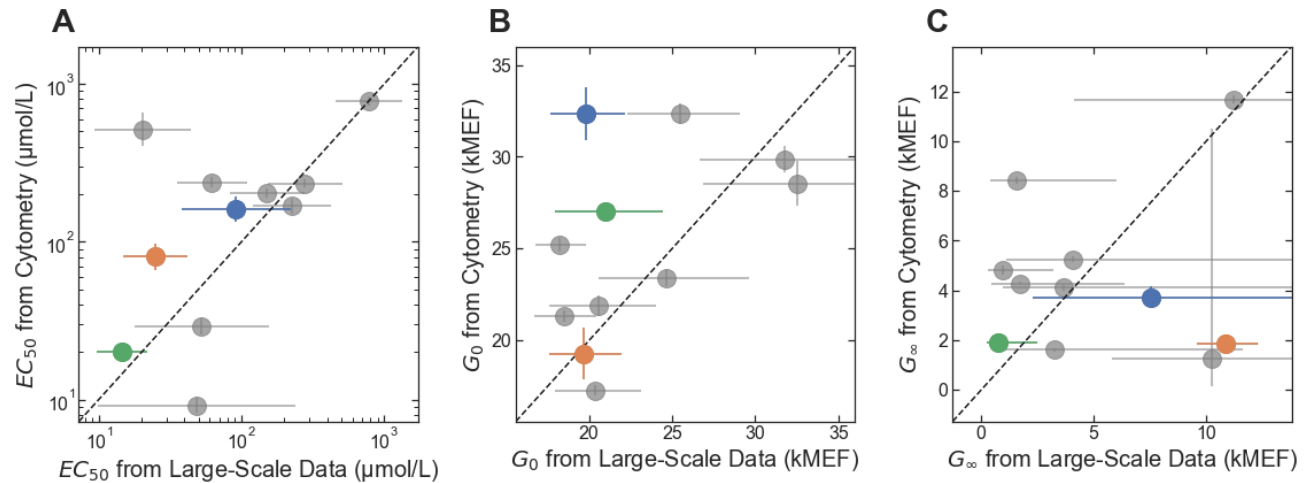 A
B
C
EC₅₀ from Cytometry (μmol/L)
10³
10²
10¹
10¹ 10² 10³
EC₅₀ from Large-Scale Data (μmol/L)
G₀ from Cytometry (kMEF)
35
30
25
20
20 25 30 35
G₀ from Large-Scale Data (kMEF)
G∞ from Cytometry (kMEF)
12
10
8
6
4
2
0
0 5 10
G∞ from Large-Scale Data (kMEF)